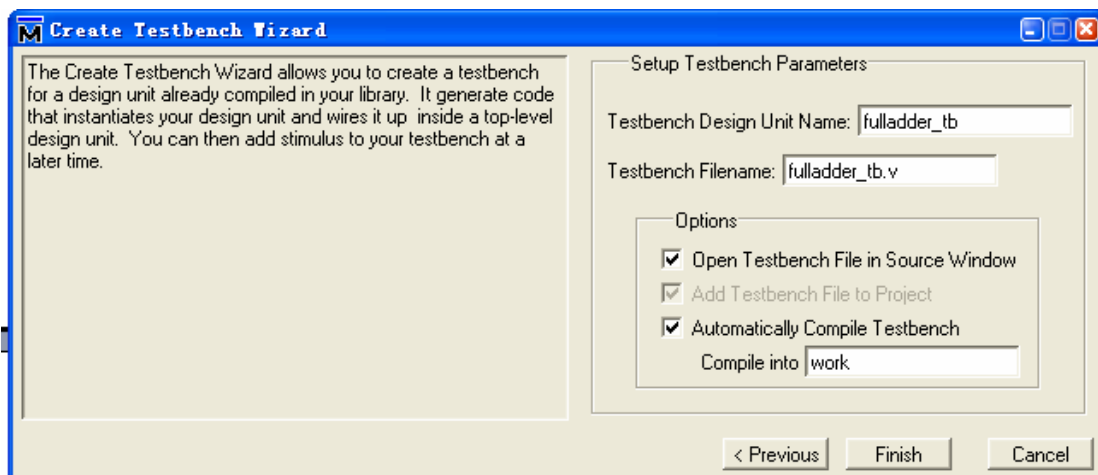 Create Testbench Wizard
The Create Testbench Wizard allows you to create a testbench
for a design unit already compiled in your library. It generate code
that instantiates your design unit and wires it up inside a top-level
design unit. You can then add stimulus to your testbench at a
later time.
Setup Testbench Parameters
Testbench Design Unit Name: fulladder_tb
Testbench Filename: fulladder_tb.v
Options
Open Testbench File in Source Window
Add Testbench File to Project
Automatically Compile Testbench
Compile into work
< Previous Finish Cancel